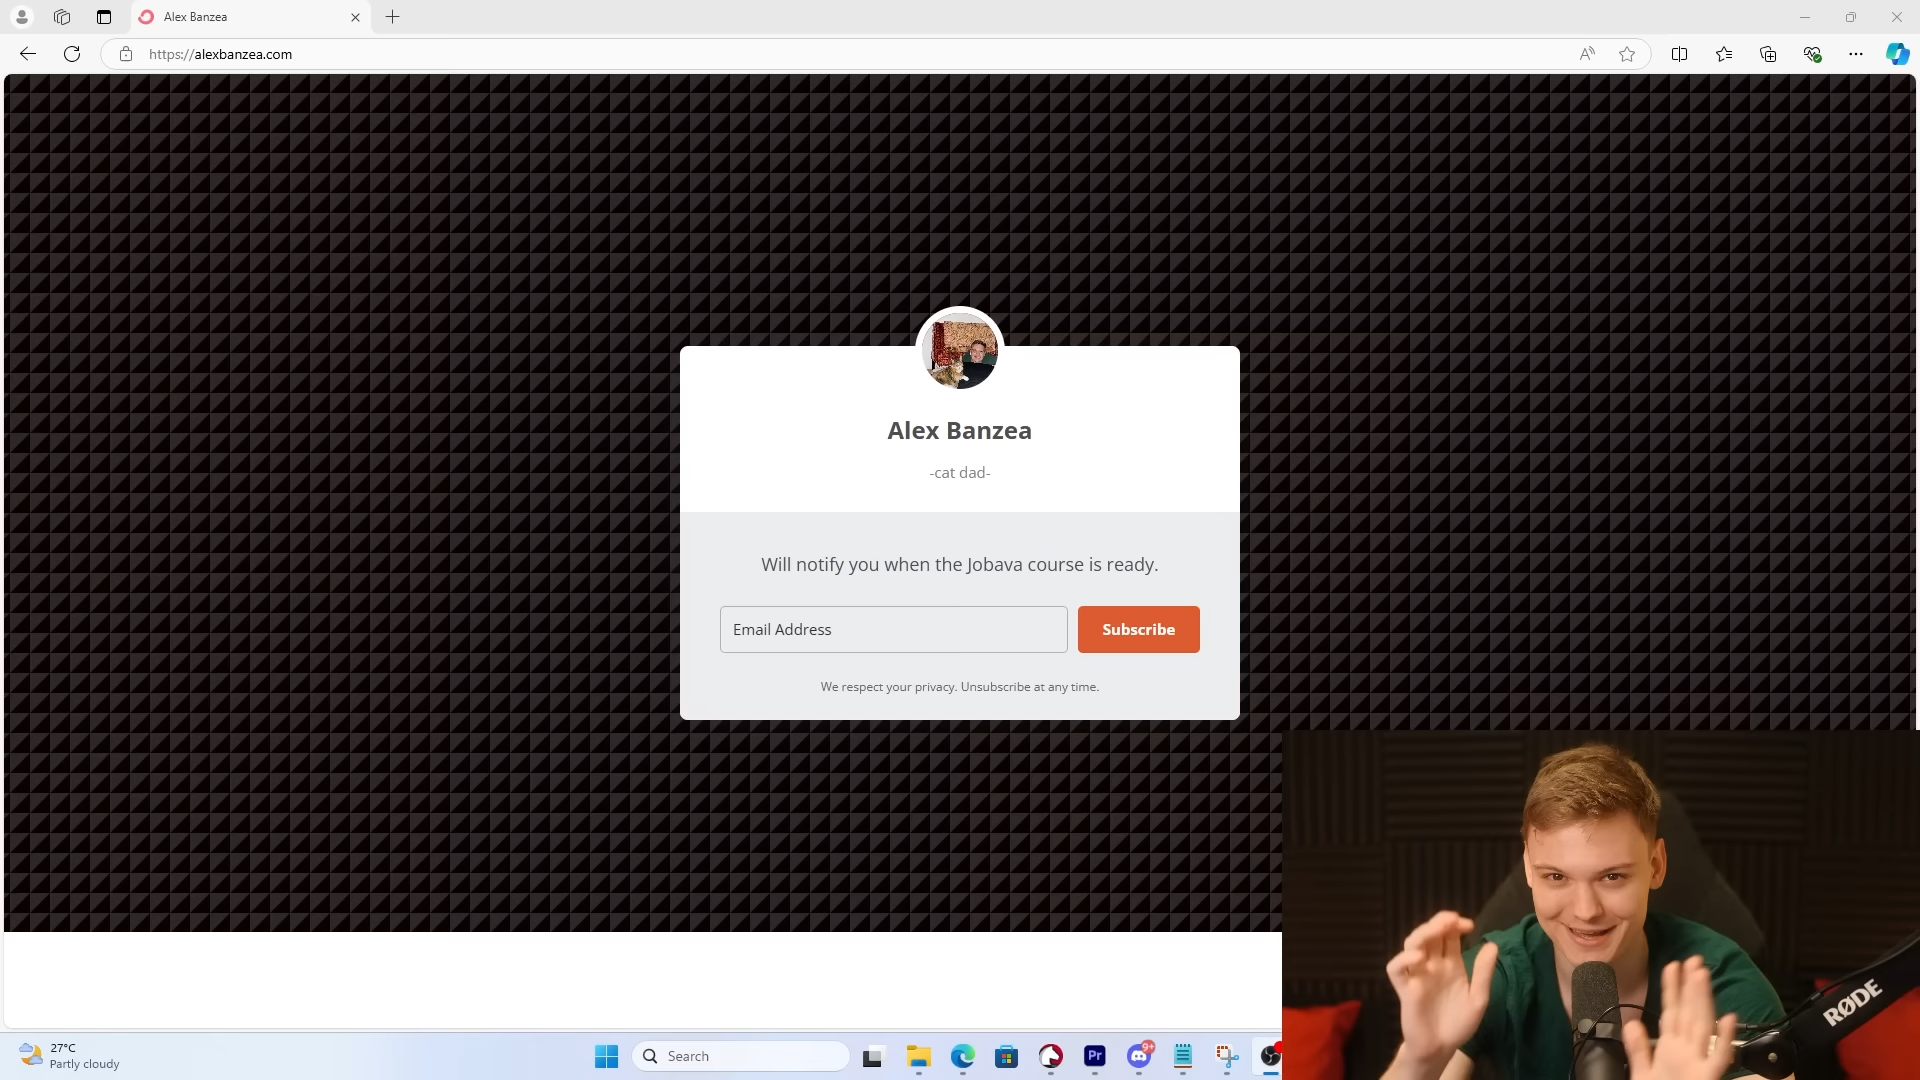 Alex Banzea
https://alexbanzea.com
Alex Banzea
-cat dad-
Will notify you when the Jobava course is ready.
Email Address
Subscribe
We respect your privacy. Unsubscribe at any time.
RØDE
27°C
Partly cloudy
Search
Pr
9+